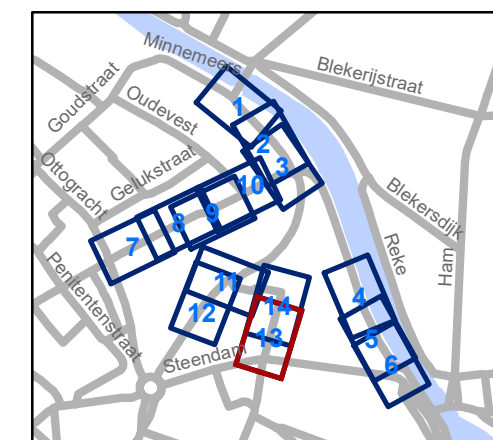 Minnemeers
Blekerijstraat
Goudstraat
Oudevest
1
2
Gelukstraat
3
Ottogracht
10
Blekersdijk
9
8
7
Reke
Ham
Penitentenstraat
11
14
4
12
13
5
Steendam
6